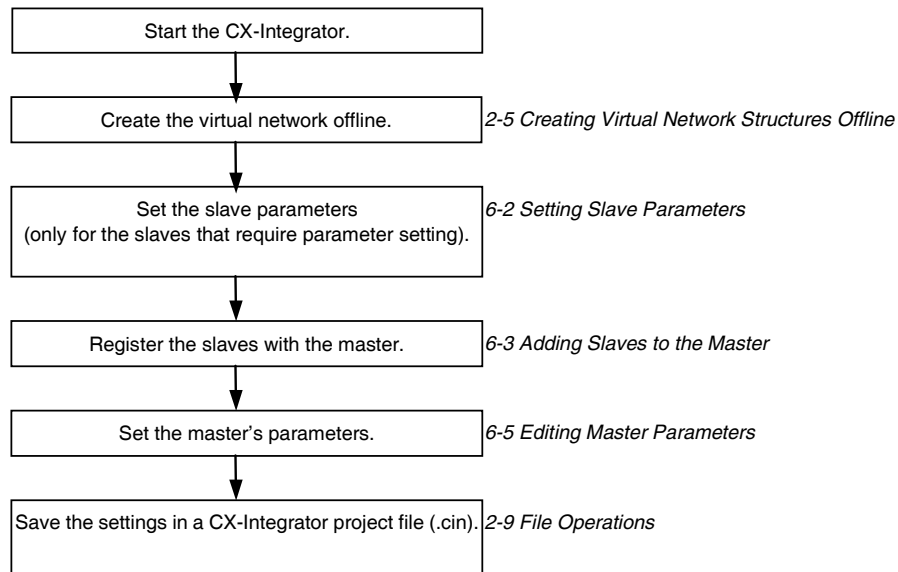 Start the CX-Integrator.
Create the virtual network offline.
2-5 Creating Virtual Network Structures Offline
Set the slave parameters
(only for the slaves that require parameter setting).
6-2 Setting Slave Parameters
Register the slaves with the master.
6-3 Adding Slaves to the Master
Set the master's parameters.
6-5 Editing Master Parameters
Save the settings in a CX-Integrator project file (.cin).
2-9 File Operations